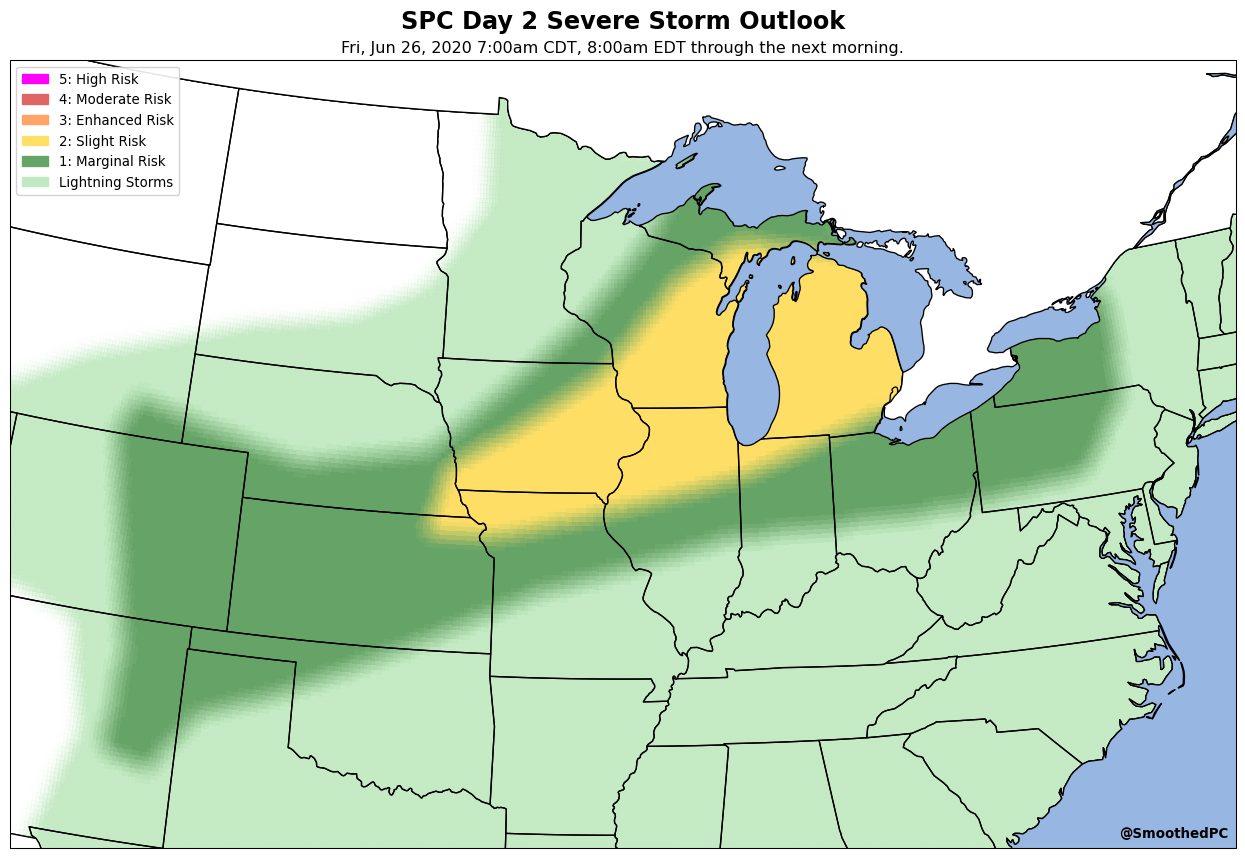 SPC Day 2 Severe Storm Outlook
Fri, Jun 26, 2020 7:00am CDT, 8:00am EDT through the next morning.
5: High Risk
4: Moderate Risk
3: Enhanced Risk
2: Slight Risk
1: Marginal Risk
Lightning Storms
@SmoothedPC